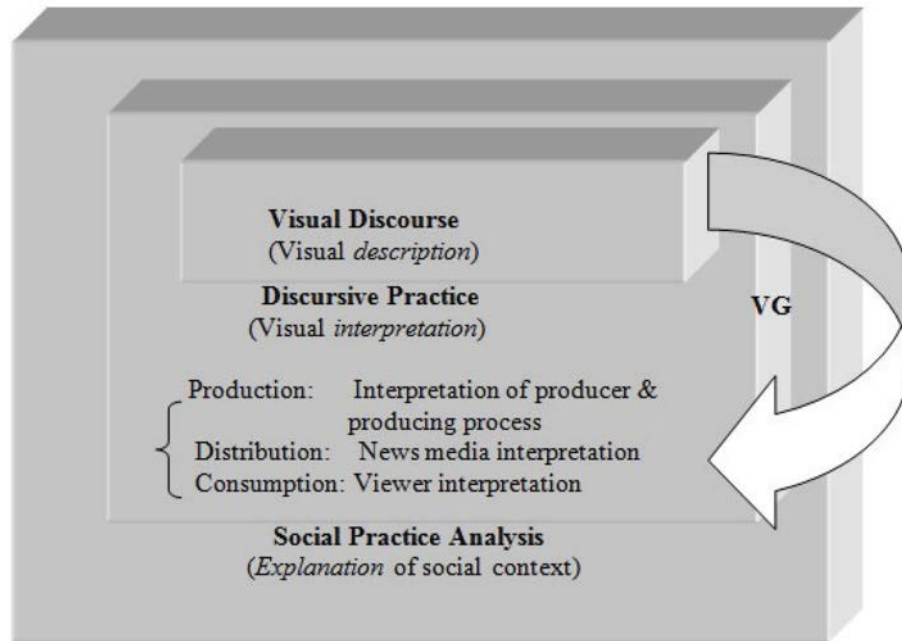 Visual Discourse
(Visual description)
Discursive Practice
(Visual interpretation)
VG
Production: Interpretation of producer &
producing process
Distribution: News media interpretation
Consumption: Viewer interpretation
Social Practice Analysis
(Explanation of social context)